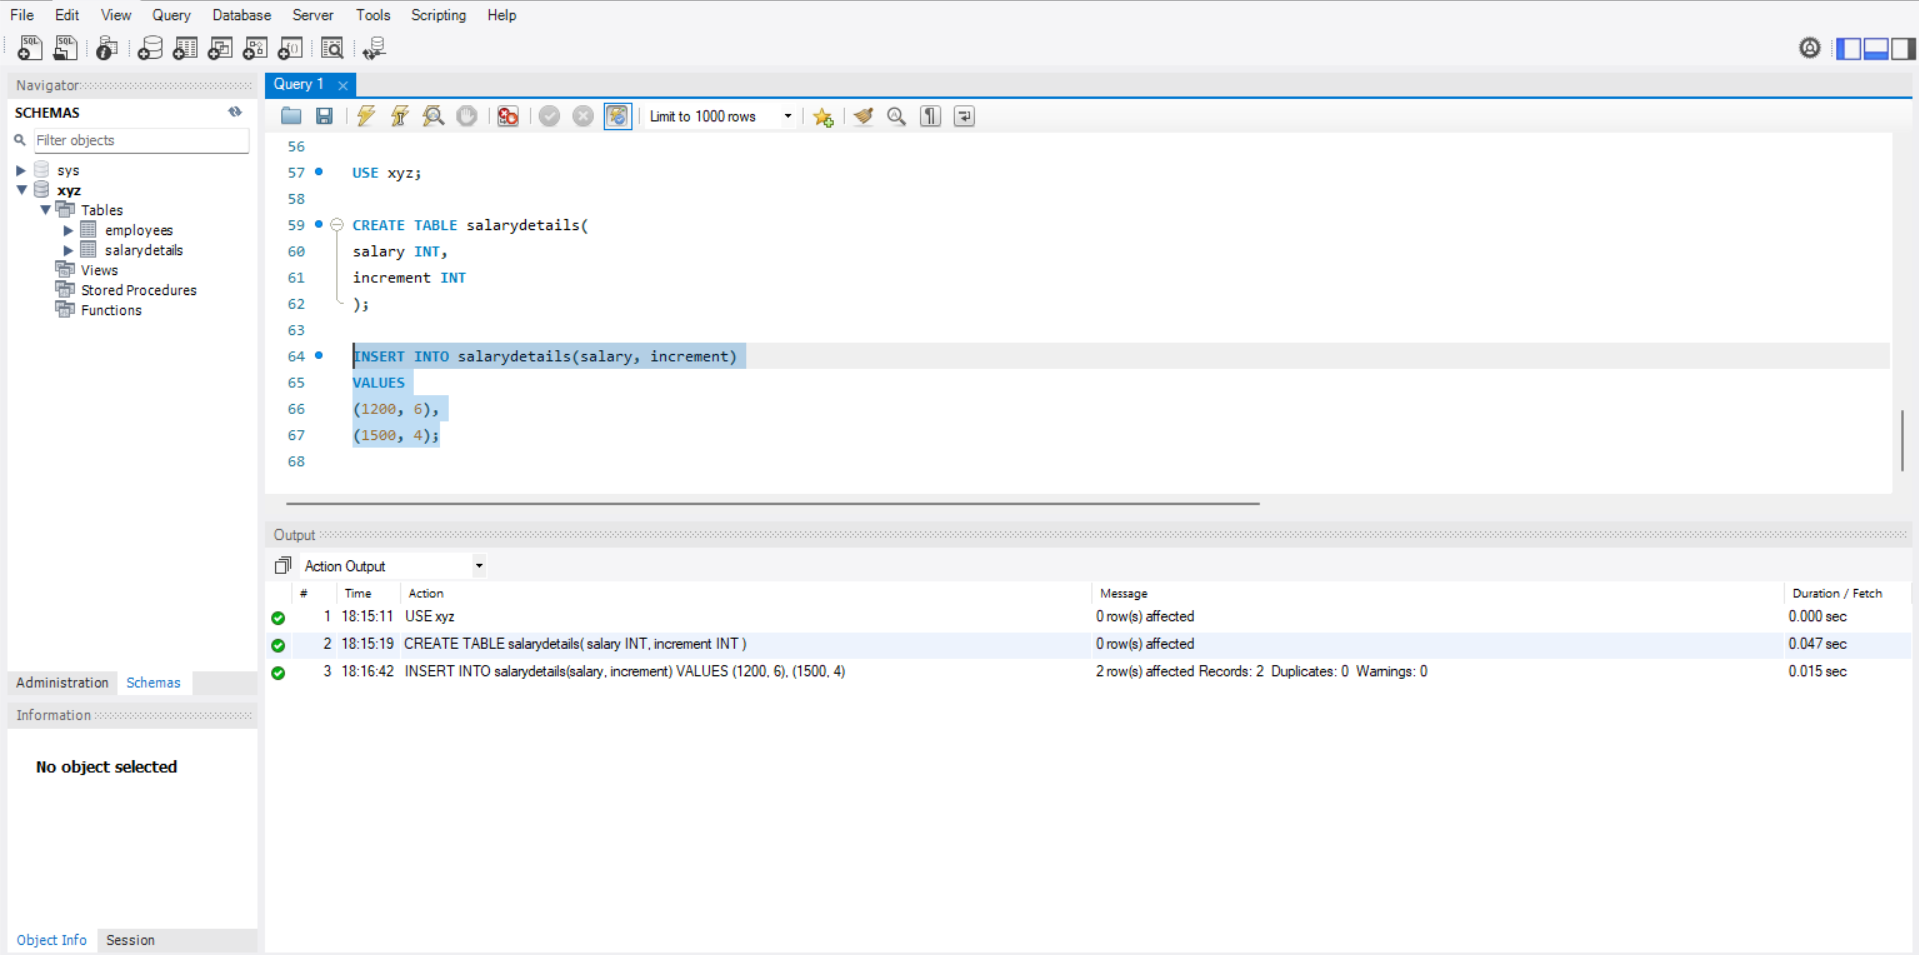 File Edit View Query Database Server Tools Scripting Help
Navigator
SCHEMAS
Filter objects
sys
xyz
Tables
employees
salarydetails
Views
Stored Procedures
Functions
Administration Schemas
Information
No object selected
Object Info Session
Query 1
Limit to 1000 rows
56
57 USE xyz;
58
59 CREATE TABLE salarydetails(
60 salary INT,
61 increment INT
62 );
63
64 INSERT INTO salarydetails(salary, increment)
65 VALUES
66 (1200, 6),
67 (1500, 4);
68
Output
Action Output
# Time Action Message Duration / Fetch
1 18:15:11 USE xyz 0 row(s) affected 0.000 sec
2 18:15:19 CREATE TABLE salarydetails( salary INT, increment INT ) 0 row(s) affected 0.047 sec
3 18:16:42 INSERT INTO salarydetails(salary, increment) VALUES (1200, 6), (1500, 4) 2 row(s) affected Records: 2 Duplicates: 0 Warnings: 0 0.015 sec